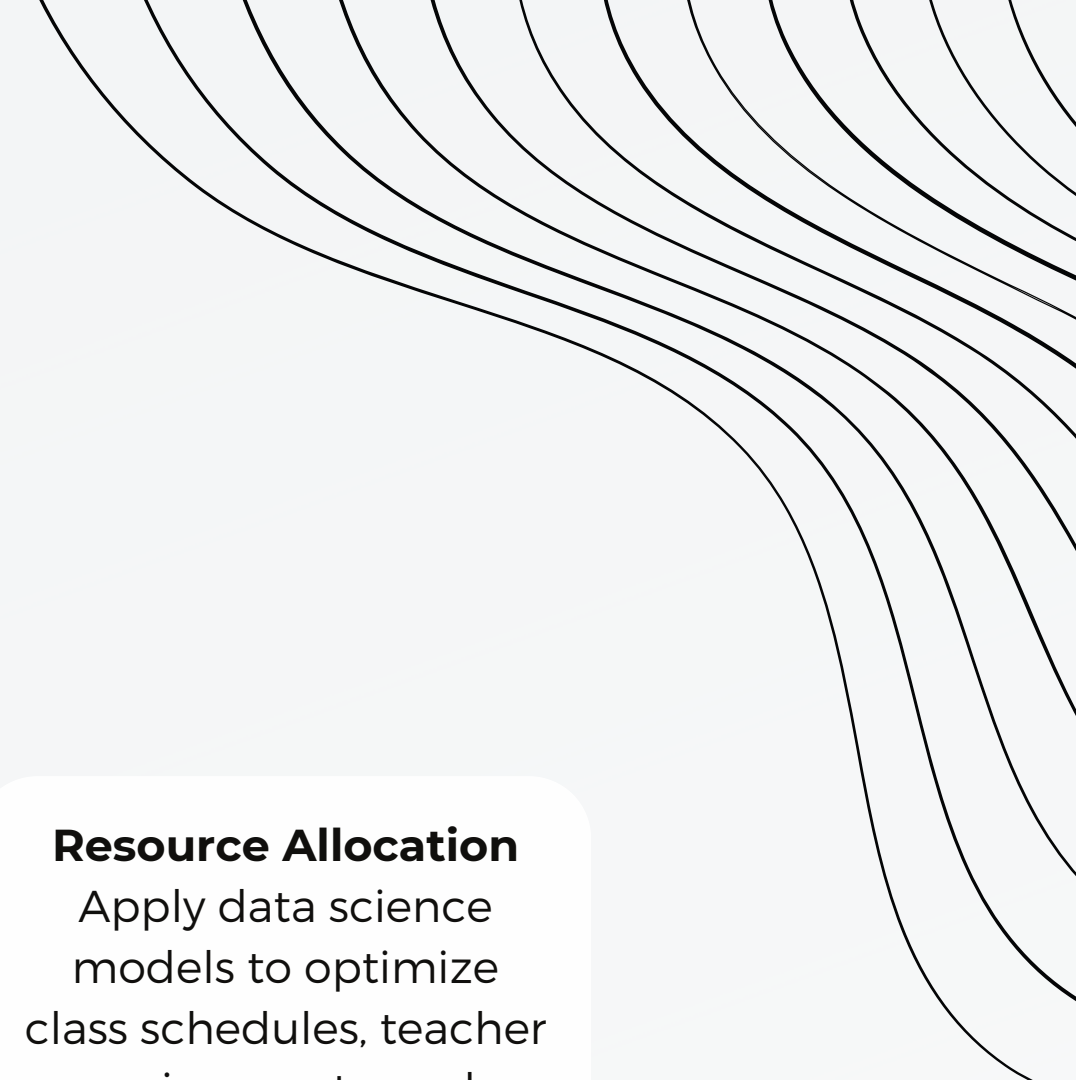 Resource Allocation
Apply data science
models to optimize
class schedules, teacher